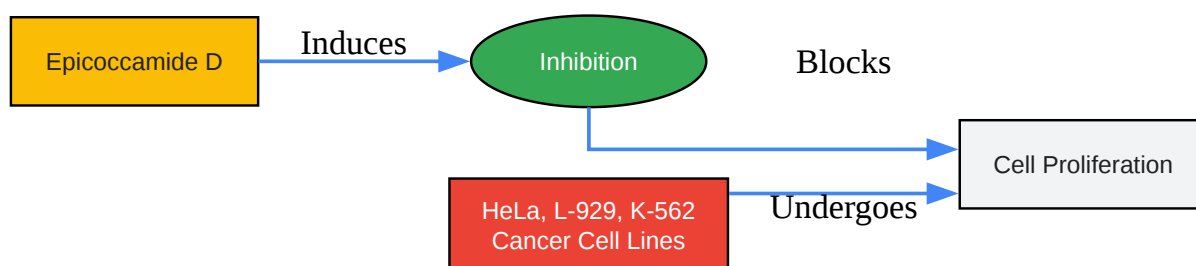 Epicoccamide D
Induces
Inhibition
Blocks
Cell Proliferation
HeLa, L-929, K-562
Cancer Cell Lines
Undergoes